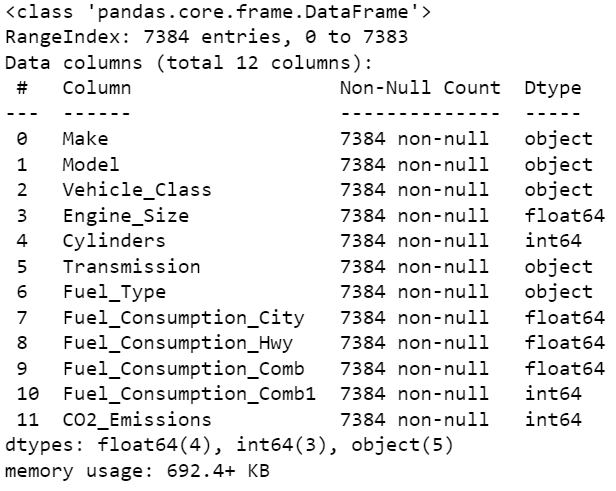 <class 'pandas.core.frame.DataFrame'>
RangeIndex: 7384 entries, 0 to 7383
Data columns (total 12 columns):
 #   Column                  Non-Null Count  Dtype
---  ------                  --------------  -----
 0   Make                    7384 non-null   object
 1   Model                   7384 non-null   object
 2   Vehicle_Class           7384 non-null   object
 3   Engine_Size             7384 non-null   float64
 4   Cylinders               7384 non-null   int64
 5   Transmission            7384 non-null   object
 6   Fuel_Type               7384 non-null   object
 7   Fuel_Consumption_City   7384 non-null   float64
 8   Fuel_Consumption_Hwy    7384 non-null   float64
 9   Fuel_Consumption_Comb   7384 non-null   float64
 10  Fuel_Consumption_Comb1  7384 non-null   int64
 11  CO2_Emissions           7384 non-null   int64
dtypes: float64(4), int64(3), object(5)
memory usage: 692.4+ KB